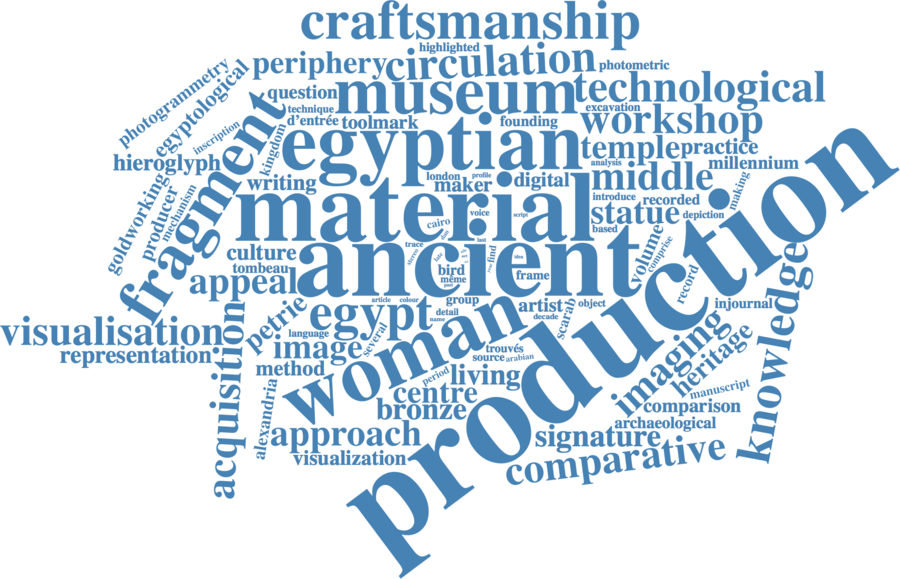 craftsmanship
highlighted
periphery
circulation
photometric
photogrammetry
egyptological
question
museum
technological
technique
excavation
d'entrée
toolmark
founding
workshop
inscription
fragment
kingdom
egyptian
temple
practice
hieroglyph
analysis
millennium
writing
london
profile
maker
digital
middle
making
goldworking
producer
mechanism
material
introduce
recorded
voice
script
statue
depiction
cairo
based
production
culture
trace
ancient
volume
comprise
tombeau
bird
find
idea
frame
même
appeal
record
article
colour
group
artist
object
injournal
petrie
egypt
detail
decade
scarab
name
visualisation
language
several
woman
imaging
knowledge
representation
image
trouvés
source
arabian
heritage
method
period
living
manuscript
acquisition
alexandria
centre
bronze
comparison
archaeological
approach
signature
visualization
comparative